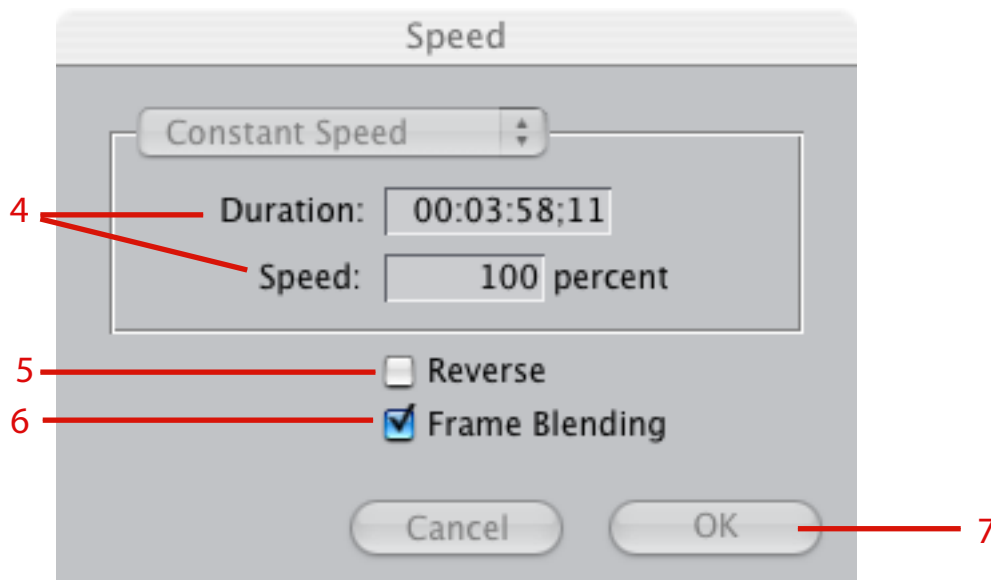 Speed
Constant Speed
4 Duration: 00:03:58;11
Speed: 100 percent
5 Reverse
6 Frame Blending
Cancel OK 7